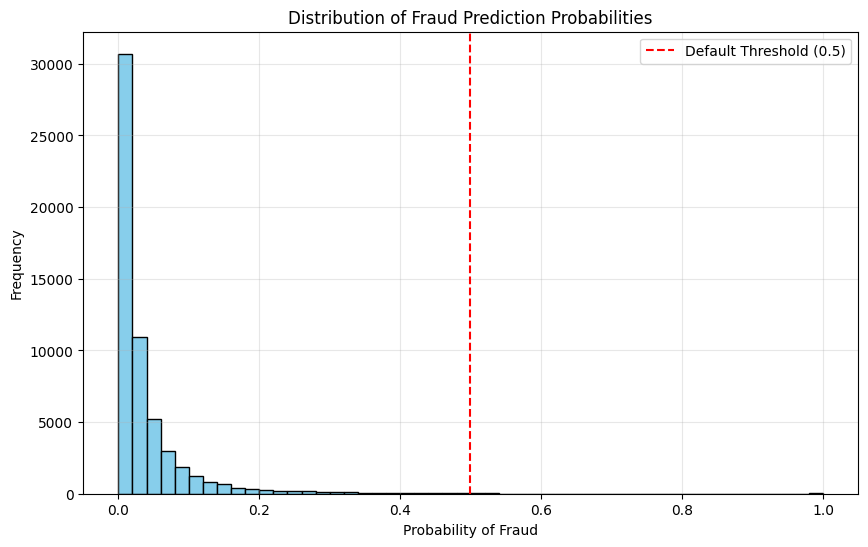 Distribution of Fraud Prediction Probabilities
Default Threshold (0.5)
30000
25000
20000
15000
10000
5000
0
Frequency
0.0 0.2 0.4 0.6 0.8 1.0
Probability of Fraud